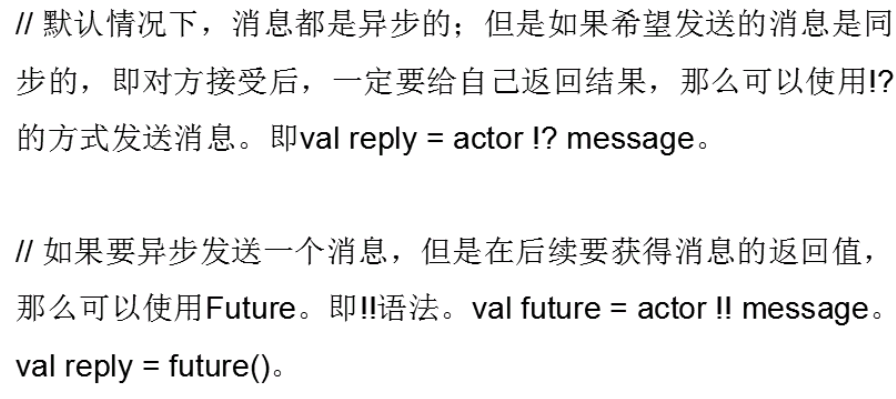 // 默认情况下，消息都是异步的；但是如果希望发送的消息是同
步的，即对方接受后，一定要给自己返回结果，那么可以使用!?
的方式发送消息。即val reply = actor !? message。
// 如果要异步发送一个消息，但是在后续要获得消息的返回值，
那么可以使用Future。即!!语法。val future = actor !! message。
val reply = future()。